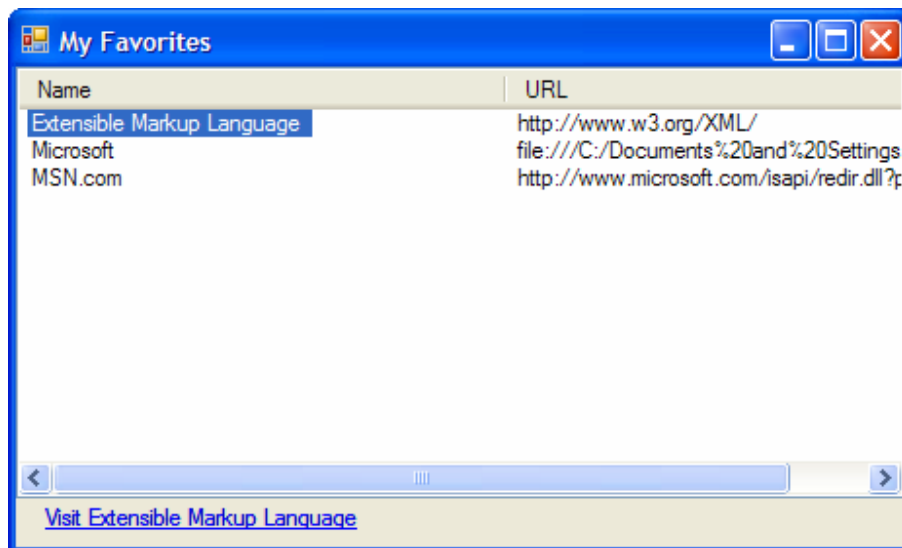 My Favorites
Name URL
Extensible Markup Language http://www.w3.org/XML/
Microsoft file:///C:/Documents%20and%20Settings
MSN.com http://www.microsoft.com/isapi/redir.dll?p
Visit Extensible Markup Language